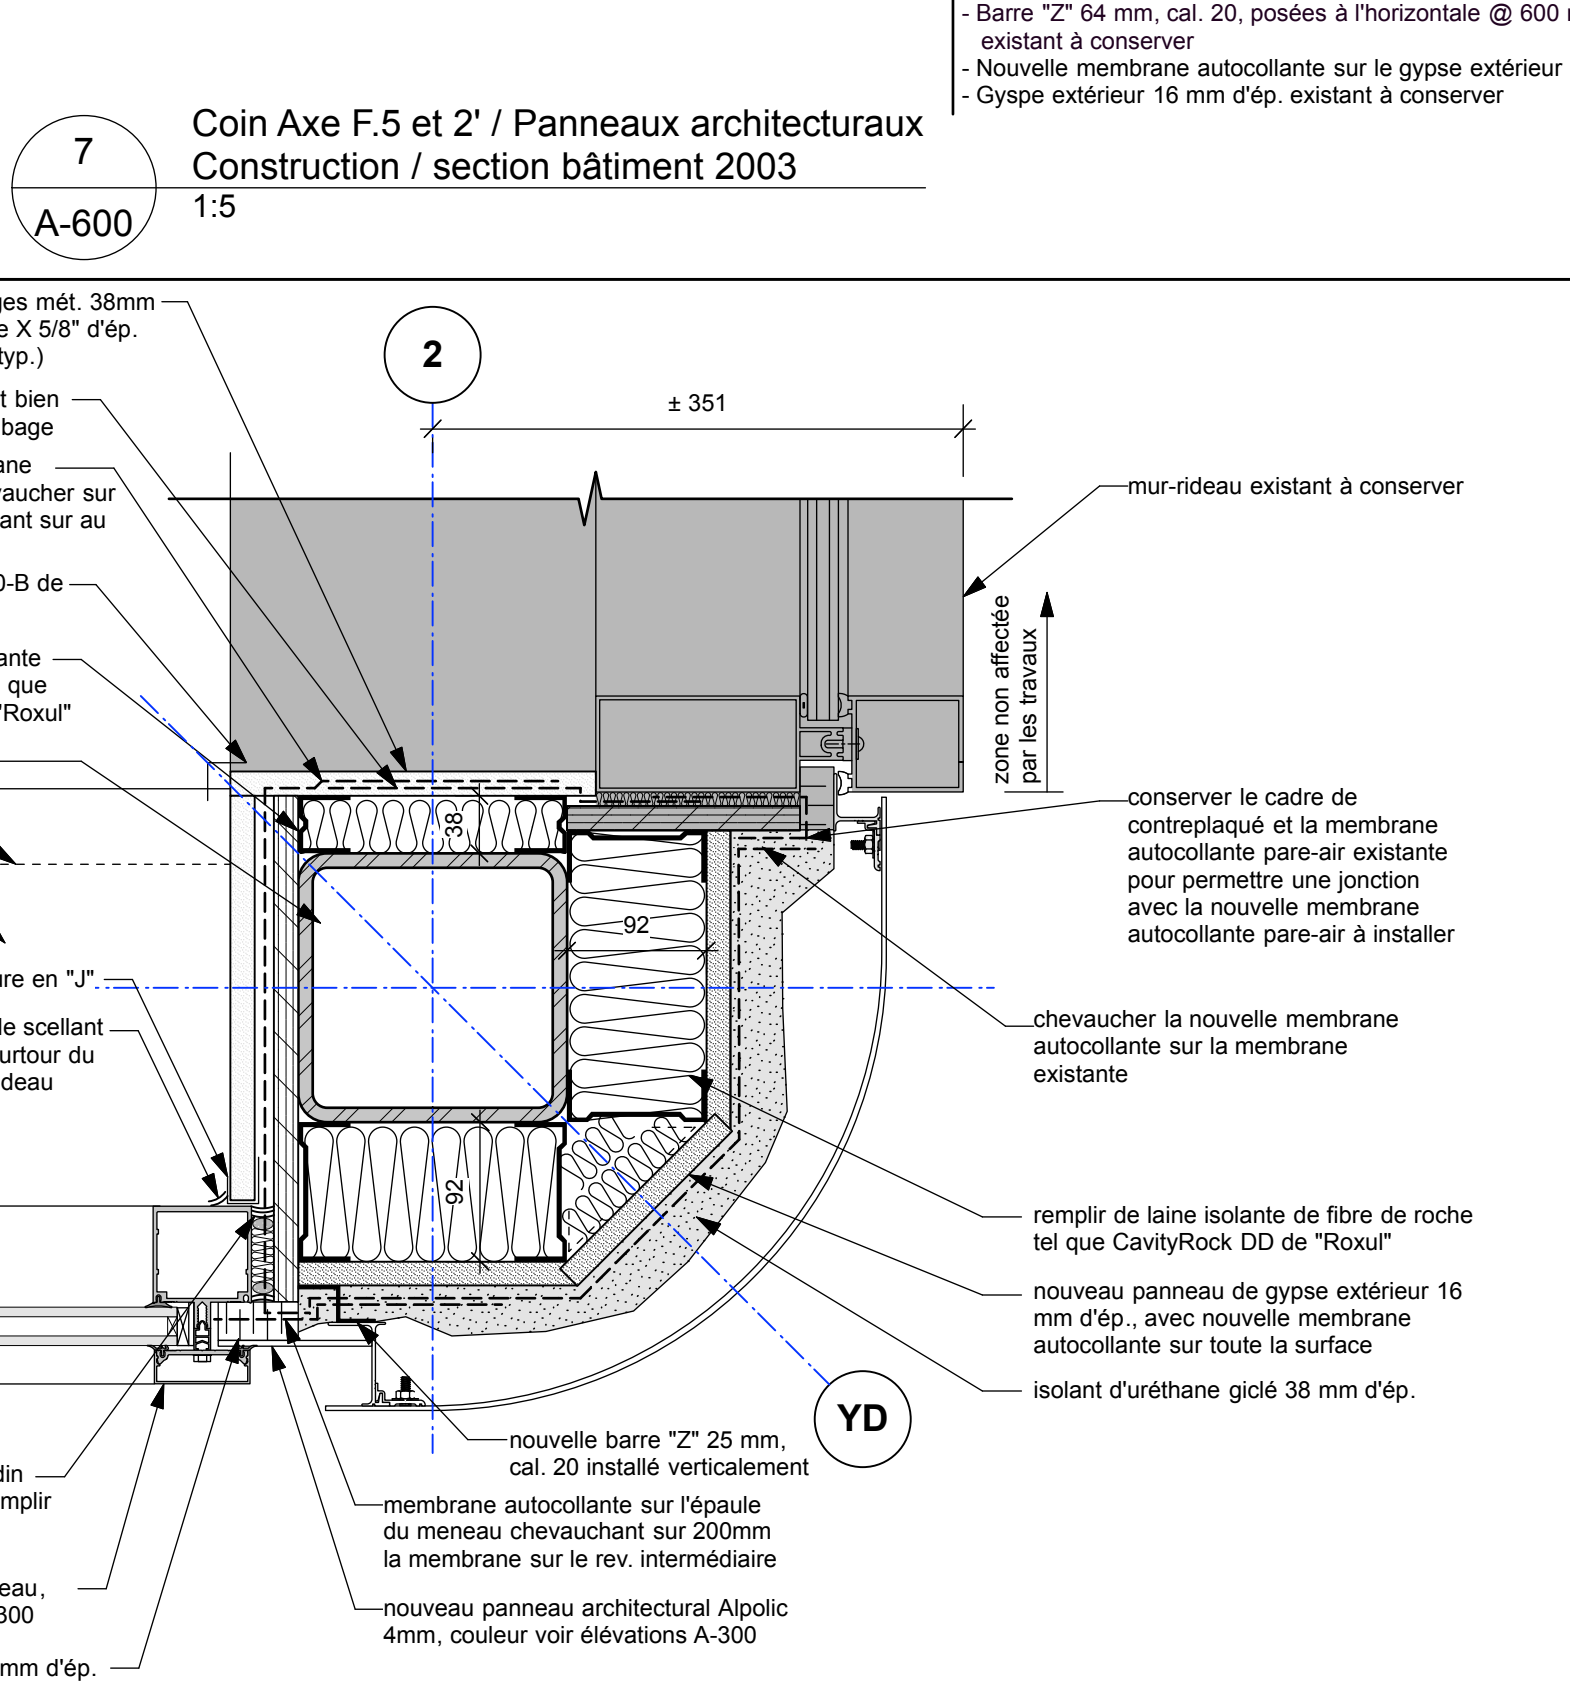 - Barre "Z" 64 mm, cal. 20, posées à l'horizontale @ 600
existant à conserver
- Nouvelle membrane autocollante sur le gypse extérieur
- Gyspe extérieur 16 mm d'ép. existant à conserver
7
A-600
Coin Axe F.5 et 2' / Panneaux architecturaux
Construction / section bâtiment 2003
1:5
ges mét. 38mm
e X 5/8" d'ép.
typ.)
t bien
bage
ane
vaucher sur
ant sur au
0-B de
ante
que
"Roxul"
ure en "J"
de scellant
urtour du
deau
din
mplir
eau,
300
mm d'ép.
2
± 351
mur-rideau existant à conserver
zone non affectée
par les travaux
38
92
92
conserver le cadre de
contreplaqué et la membrane
autocollante pare-air existante
pour permettre une jonction
avec la nouvelle membrane
autocollante pare-air à installer
chevaucher la nouvelle membrane
autocollante sur la membrane
existante
remplir de laine isolante de fibre de roche
tel que CavityRock DD de "Roxul"
nouveau panneau de gypse extérieur 16
mm d'ép., avec nouvelle membrane
autocollante sur toute la surface
isolant d'uréthane giclé 38 mm d'ép.
YD
nouvelle barre "Z" 25 mm,
cal. 20 installé verticalement
membrane autocollante sur l'épaule
du meneau chevauchant sur 200mm
la membrane sur le rev. intermédiaire
nouveau panneau architectural Alpolic
4mm, couleur voir élévations A-300